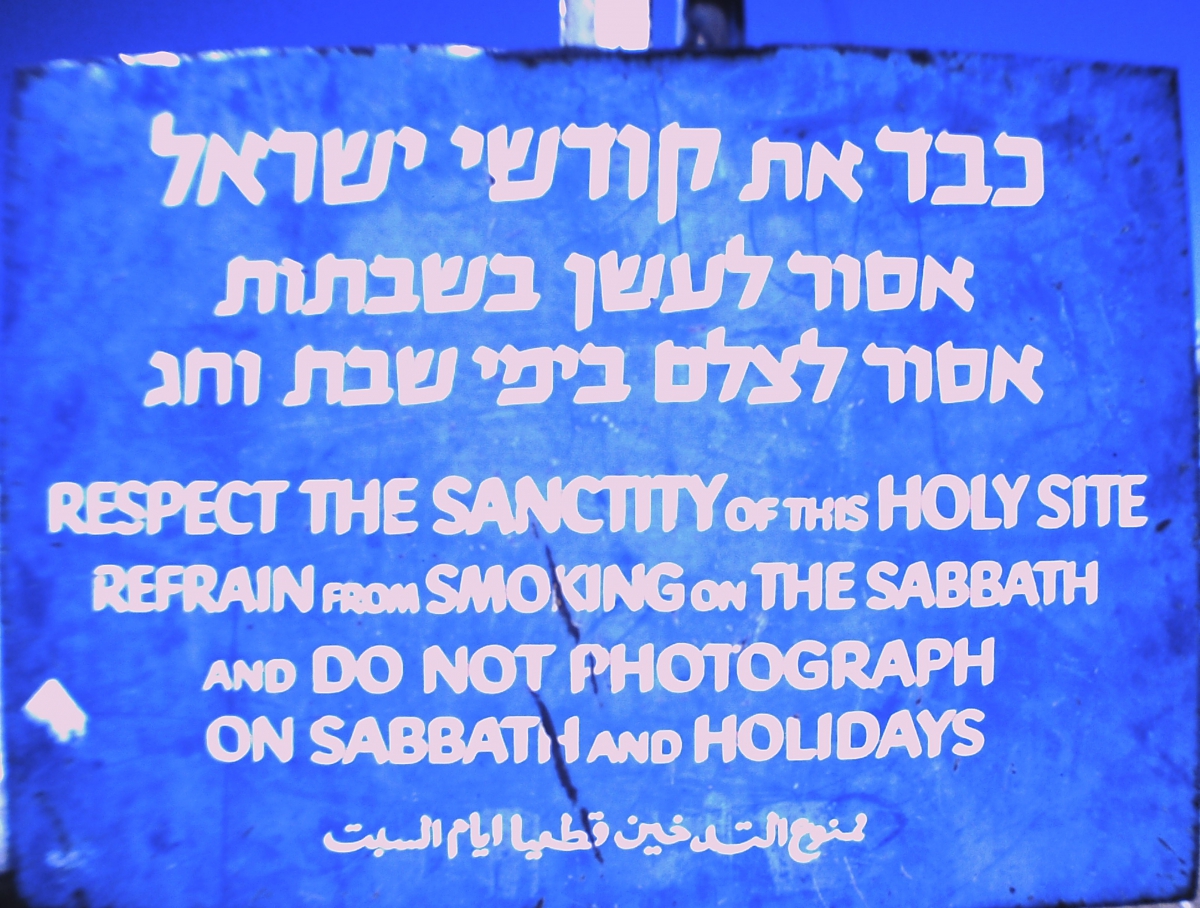 כבד את קודשי ישראל
אסור לעשן בשבתות
אסור לצלם בימי שבת וחג
RESPECT THE SANCTITY OF THIS HOLY SITE
REFRAIN FROM SMOKING ON THE SABBATH
AND DO NOT PHOTOGRAPH
ON SABBATH AND HOLIDAYS
ممنوع التدخين قطعيا ايام السبت